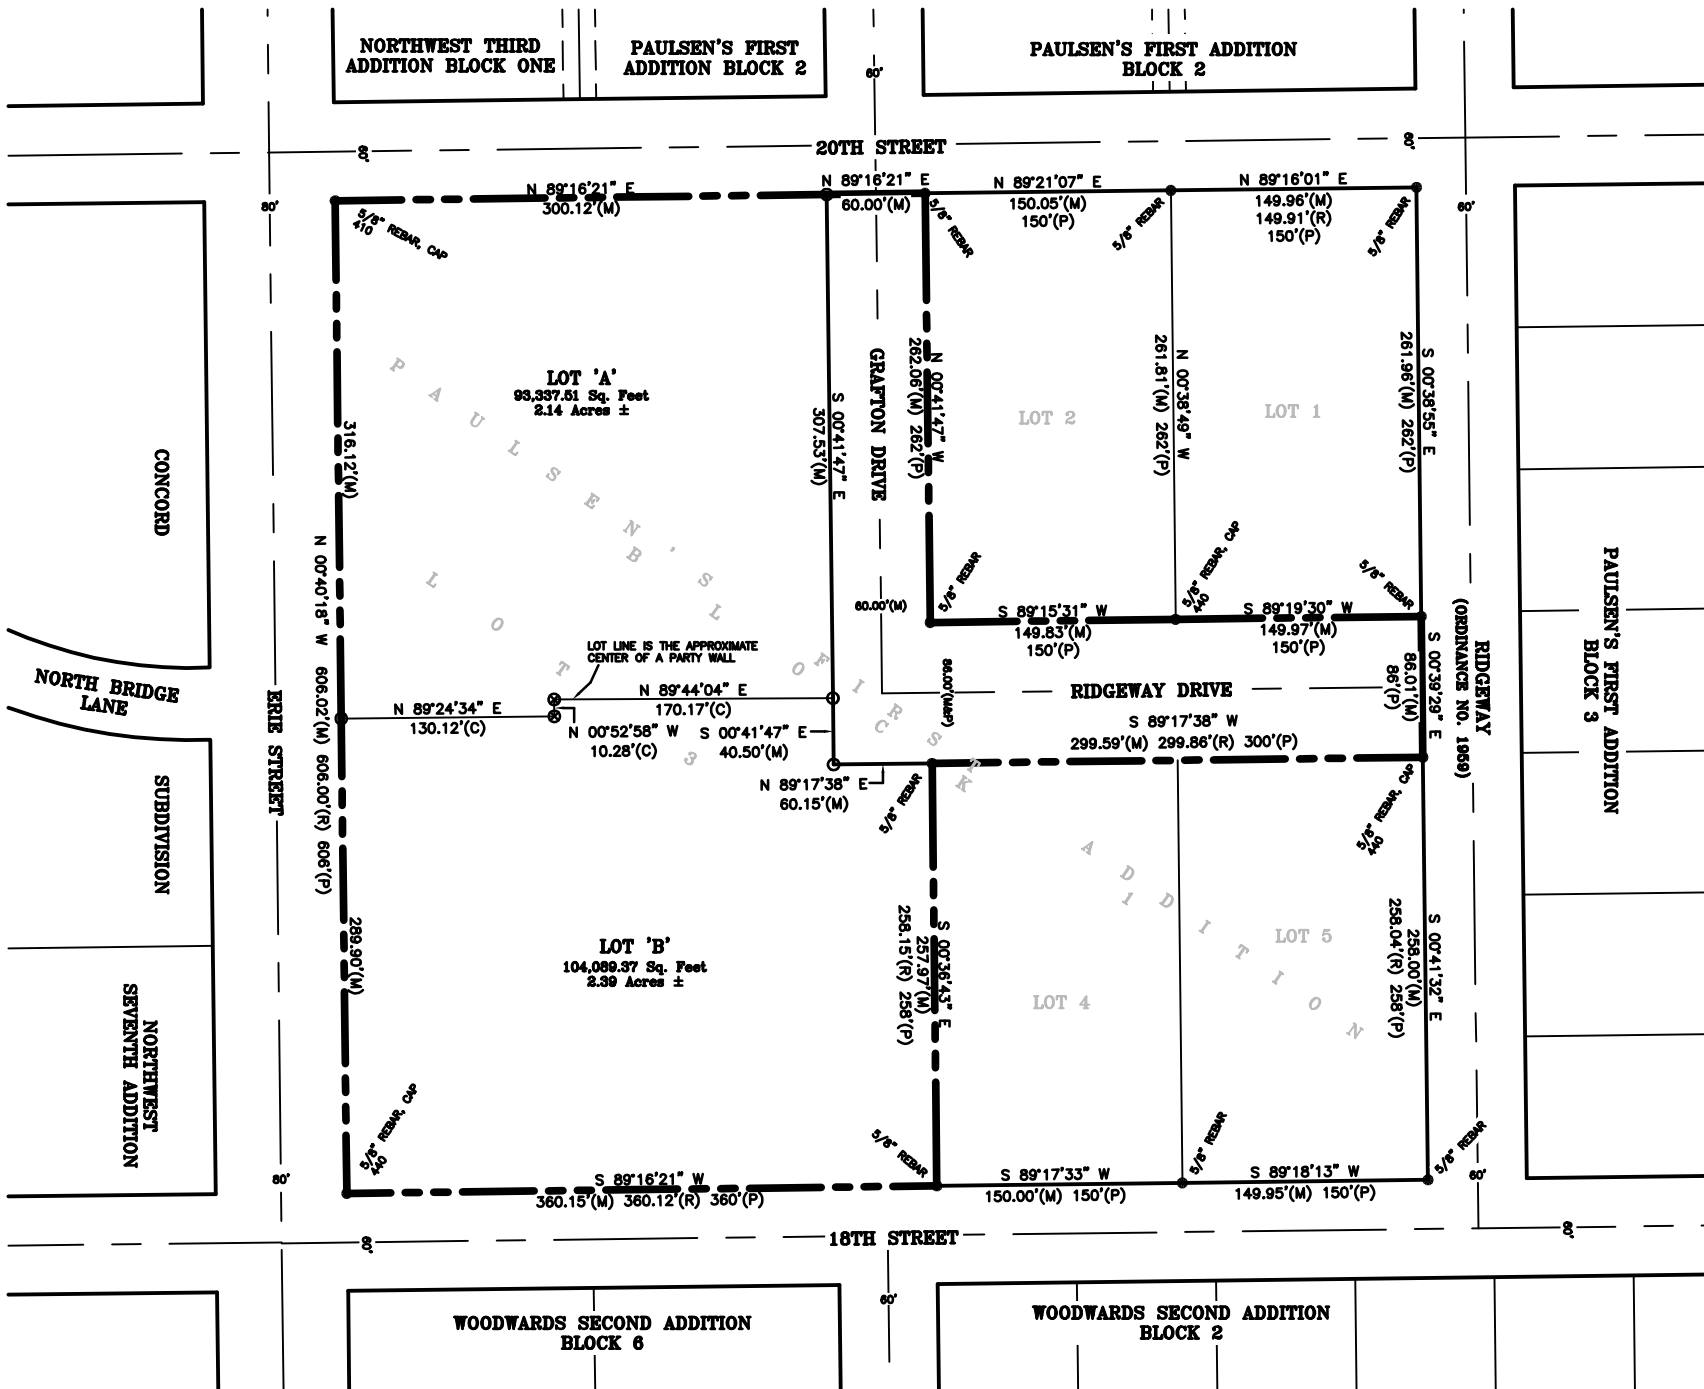 NORTHWEST THIRD
ADDITION BLOCK ONE
PAULSEN'S FIRST
ADDITION BLOCK 2
PAULSEN'S FIRST ADDITION
BLOCK 2
60'
20TH STREET
60'
60'
80'
60'
N 89°16'21" E
300.12'(M)
N 89°16'21" E
60.00'(M)
N 89°21'07" E
150.05'(M)
150'(P)
N 89°16'01" E
149.96'(M)
149.91'(R)
150'(P)
5/8" REBAR, CAP
410
5/8" REBAR
5/8" REBAR
5/8" REBAR
LOT 'A'
93,337.51 Sq. Feet
2.14 Acres ±
316.12'(M)
N 00°40'18" W 606.02'(M) 606.00'(R) 606'(P)
289.90'(M)
S 00°41'47" E
307.53'(M)
GRAFTON DRIVE
N 00°41'47" W
262.06'(M) 262'(P)
LOT 2
N 00°38'49" W
261.81'(M) 262'(P)
LOT 1
S 00°38'55" E
261.96'(M) 262'(P)
CONCORD
SUBDIVISION
NORTH BRIDGE
LANE
ERIE STREET
PAULSEN'S FIRST
ADDITION
LOT 3
BLOCK 1
LOT LINE IS THE APPROXIMATE
CENTER OF A PARTY WALL
N 89°24'34" E
130.12'(C)
N 89°44'04" E
170.17'(C)
N 00°52'58" W
10.28'(C)
S 00°41'47" E
40.50'(M)
N 89°17'38" E
60.15'(M)
60.00'(M)
86.00'(M&P)
5/8" REBAR
5/8" REBAR, CAP
440
5/8" REBAR
S 89°15'31" W
149.83'(M)
150'(P)
S 89°19'30" W
149.97'(M)
150'(P)
RIDGEWAY DRIVE
S 89°17'38" W
299.59'(M) 299.86'(R) 300'(P)
S 00°39'29" E
86.01'(M)
86'(P)
RIDGEWAY
(ORDINANCE NO. 1959)
PAULSEN'S FIRST ADDITION
BLOCK 3
5/8" REBAR
5/8" REBAR, CAP
440
LOT 'B'
104,089.37 Sq. Feet
2.39 Acres ±
S 00°36'43" E
257.97'(M)
258.15'(R) 258'(P)
LOT 4
LOT 5
S 00°41'32" E
258.00'(M)
258.04'(R) 258'(P)
NORTHWEST
SEVENTH ADDITION
5/8" REBAR, CAP
440
5/8" REBAR
5/8" REBAR
5/8" REBAR
S 89°16'21" W
360.15'(M) 360.12'(R) 360'(P)
S 89°17'33" W
150.00'(M) 150'(P)
S 89°18'13" W
149.95'(M) 150'(P)
80'
60'
60'
18TH STREET
60'
60'
WOODWARDS SECOND ADDITION
BLOCK 6
WOODWARDS SECOND ADDITION
BLOCK 2